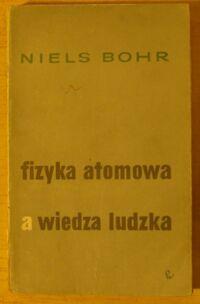 NIELS BOHR
fizyka atomowa
a wiedza ludzka